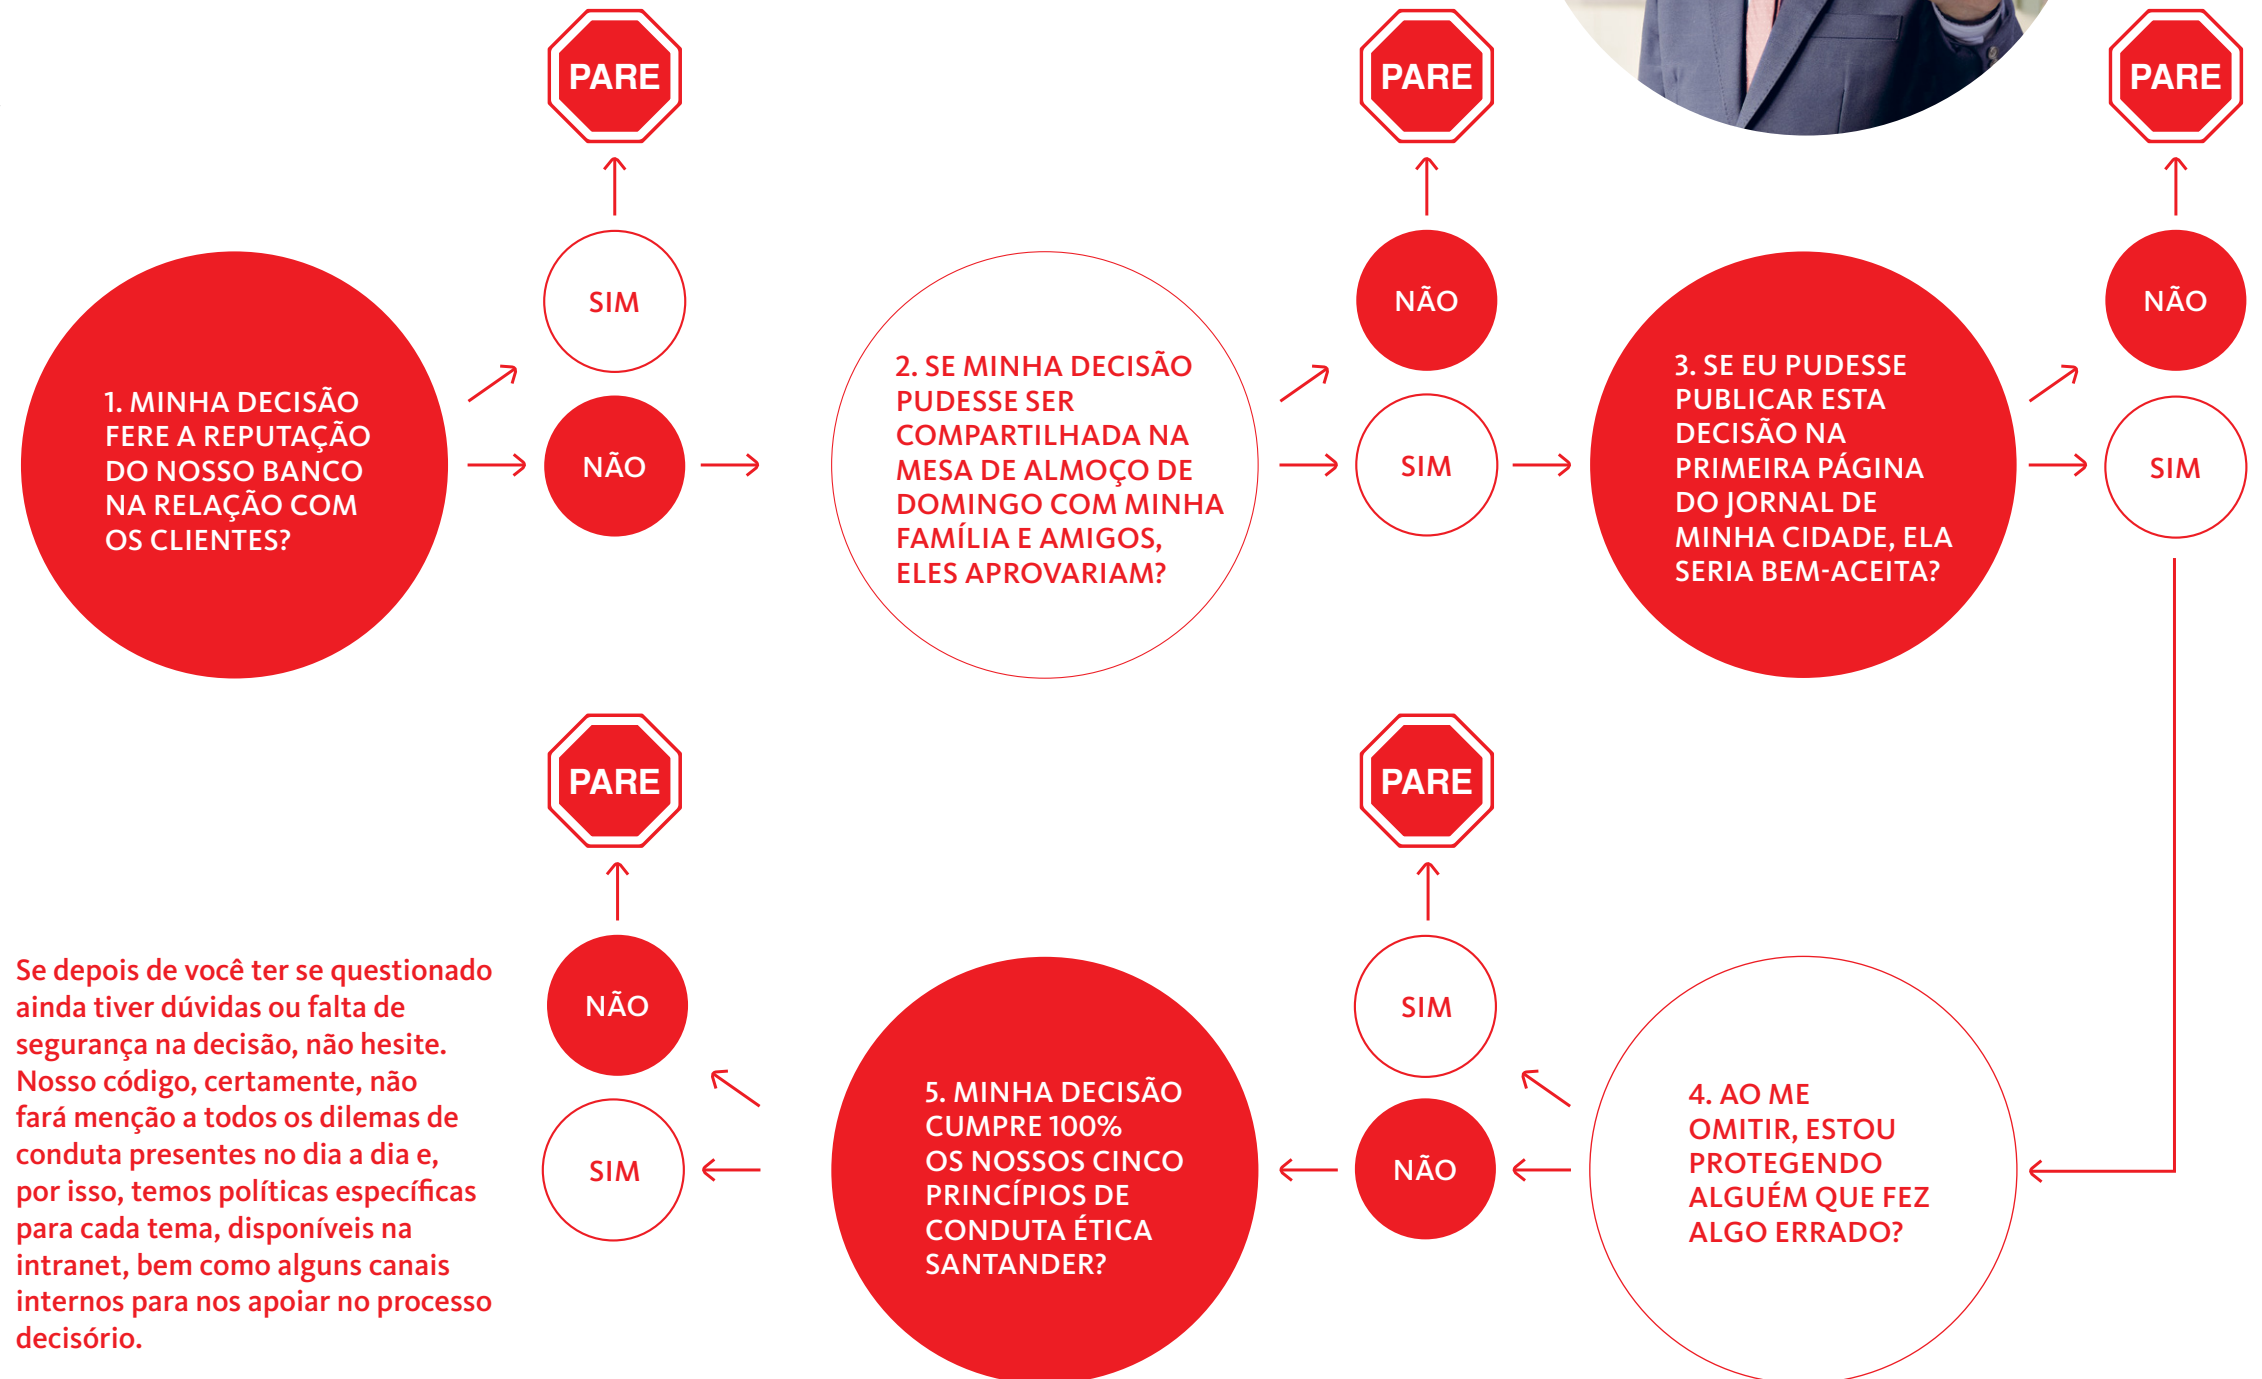 PARE
SIM
1. MINHA DECISÃO
FERE A REPUTAÇÃO
DO NOSSO BANCO
NA RELAÇÃO COM
OS CLIENTES?
NÃO
PARE
NÃO
2. SE MINHA DECISÃO
PUDESSE SER
COMPARTILHADA NA
MESA DE ALMOÇO DE
DOMINGO COM MINHA
FAMÍLIA E AMIGOS,
ELES APROVARIAM?
SIM
PARE
NÃO
3. SE EU PUDESSE
PUBLICAR ESTA
DECISÃO NA
PRIMEIRA PÁGINA
DO JORNAL DE
MINHA CIDADE, ELA
SERIA BEM-ACEITA?
SIM
PARE
SIM
4. AO ME
OMITIR, ESTOU
PROTEGENDO
ALGUÉM QUE FEZ
ALGO ERRADO?
NÃO
PARE
NÃO
5. MINHA DECISÃO
CUMPRE 100%
OS NOSSOS CINCO
PRINCÍPIOS DE
CONDUTA ÉTICA
SANTANDER?
SIM
Se depois de você ter se questionado
ainda tiver dúvidas ou falta de
segurança na decisão, não hesite.
Nosso código, certamente, não
fará menção a todos os dilemas de
conduta presentes no dia a dia e,
por isso, temos políticas específicas
para cada tema, disponíveis na
intranet, bem como alguns canais
internos para nos apoiar no processo
decisório.